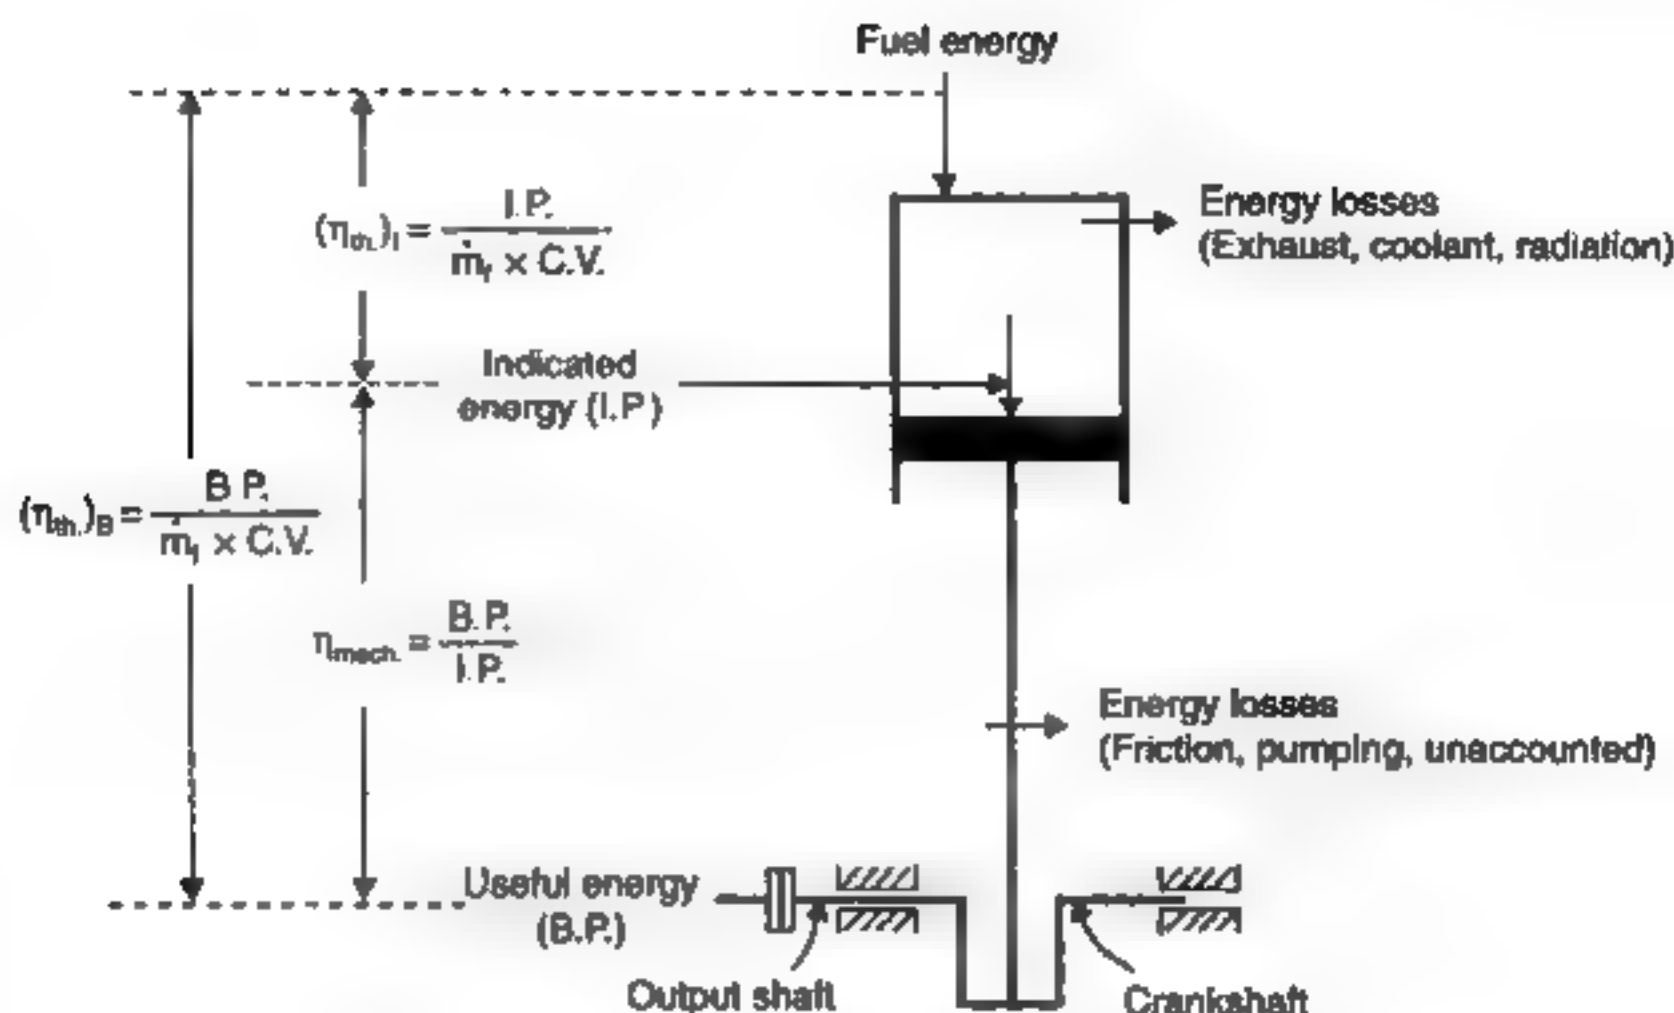 Fuel energy
Energy losses
(Exhaust, coolant, radiation)
(η_th.)_I = I.P. / ṁ_f × C.V.
Indicated
energy (I.P.)
(η_th.)_B = B.P. / ṁ_f × C.V.
η_mech. = B.P. / I.P.
Energy losses
(Friction, pumping, unaccounted)
Useful energy
(B.P.)
Output shaft
Crankshaft